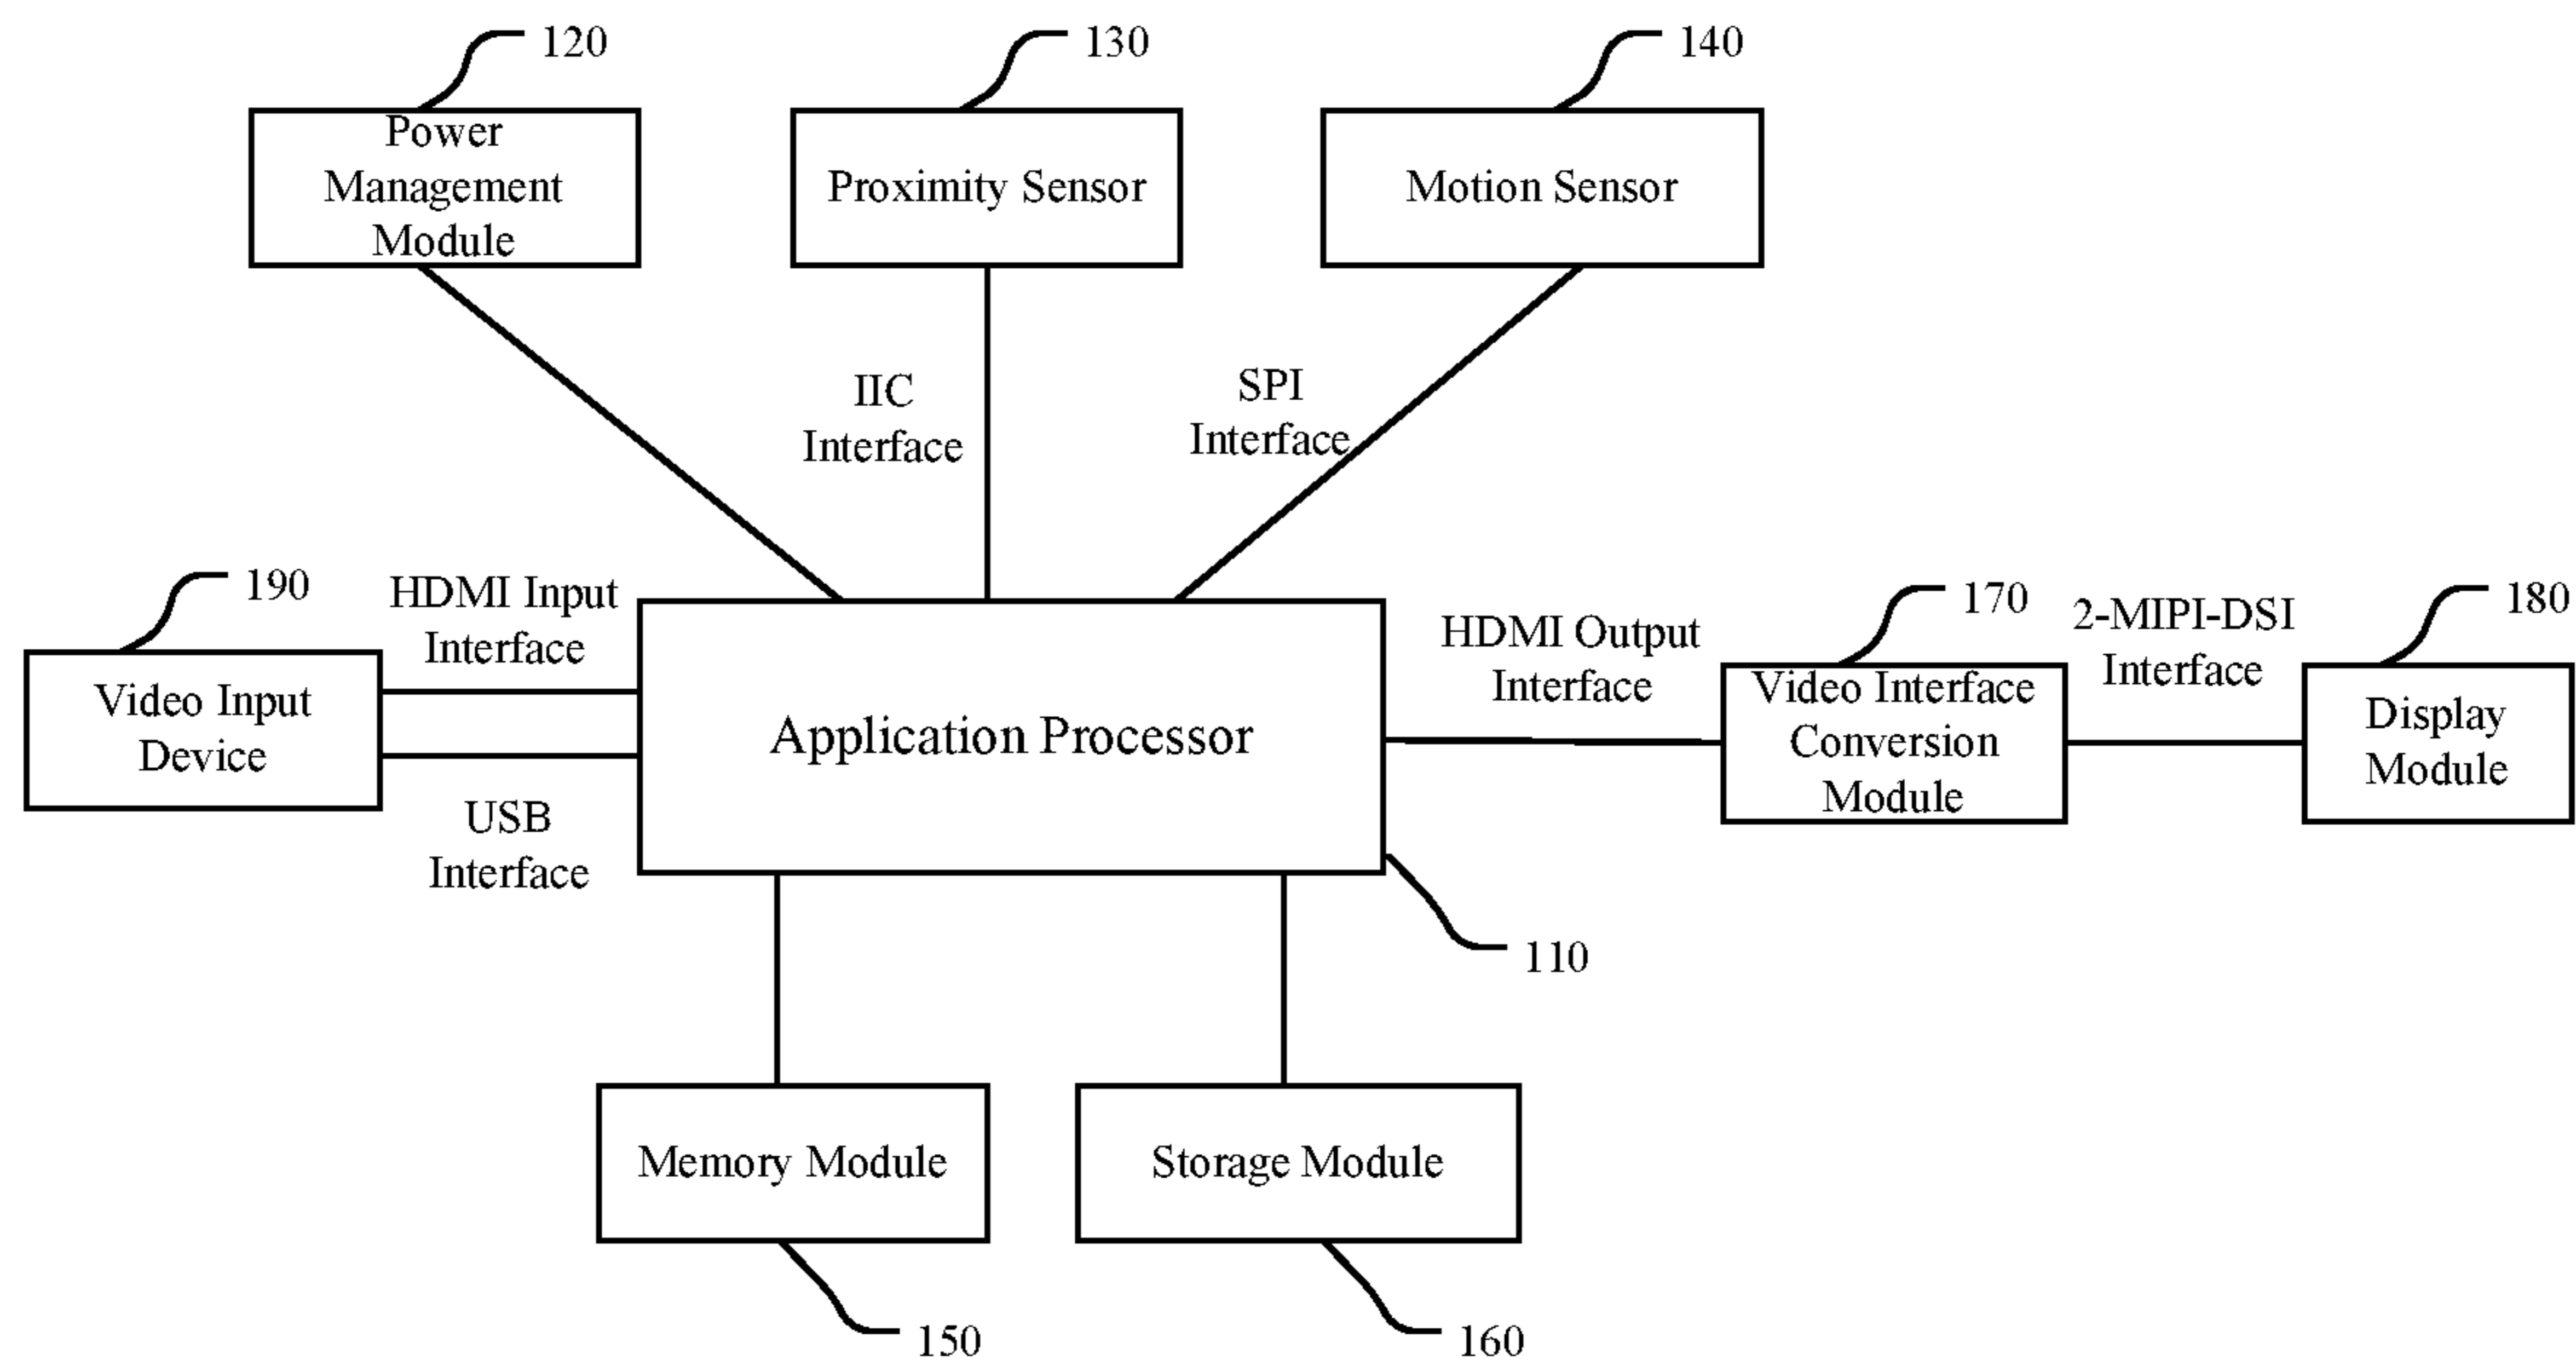 120
130
140
Power
Management
Module
Proximity Sensor
Motion Sensor
IIC
Interface
SPI
Interface
190
HDMI Input
Interface
Video Input
Device
USB
Interface
Application Processor
HDMI Output
Interface
170
Video Interface
Conversion
Module
2-MIPI-DSI
Interface
180
Display
Module
110
Memory Module
Storage Module
150
160